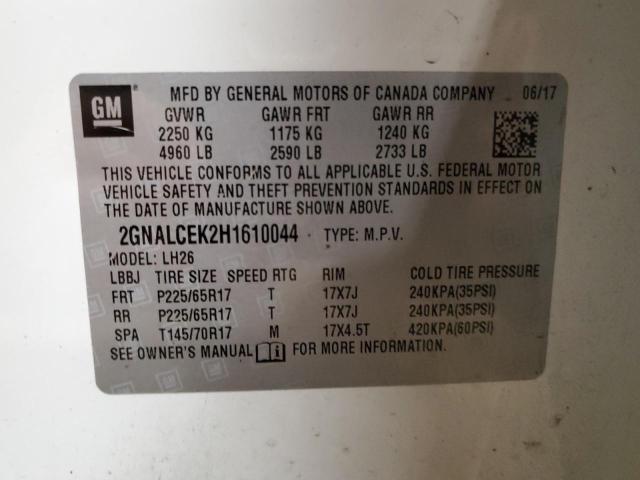 GM
MFD BY GENERAL MOTORS OF CANADA COMPANY 06/17
GVWR GAWR FRT GAWR RR
2250 KG 1175 KG 1240 KG
4960 LB 2590 LB 2733 LB
THIS VEHICLE CONFORMS TO ALL APPLICABLE U.S. FEDERAL MOTOR
VEHICLE SAFETY AND THEFT PREVENTION STANDARDS IN EFFECT ON
THE DATE OF MANUFACTURE SHOWN ABOVE.
2GNALCEK2H1610044 TYPE: M.P.V.
MODEL: LH26
LBBJ TIRE SIZE SPEED RTG RIM COLD TIRE PRESSURE
FRT P225/65R17 T 17X7J 240KPA(35PSI)
RR P225/65R17 T 17X7J 240KPA(35PSI)
SPA T145/70R17 M 17X4.5T 420KPA(60PSI)
SEE OWNER'S MANUAL FOR MORE INFORMATION.